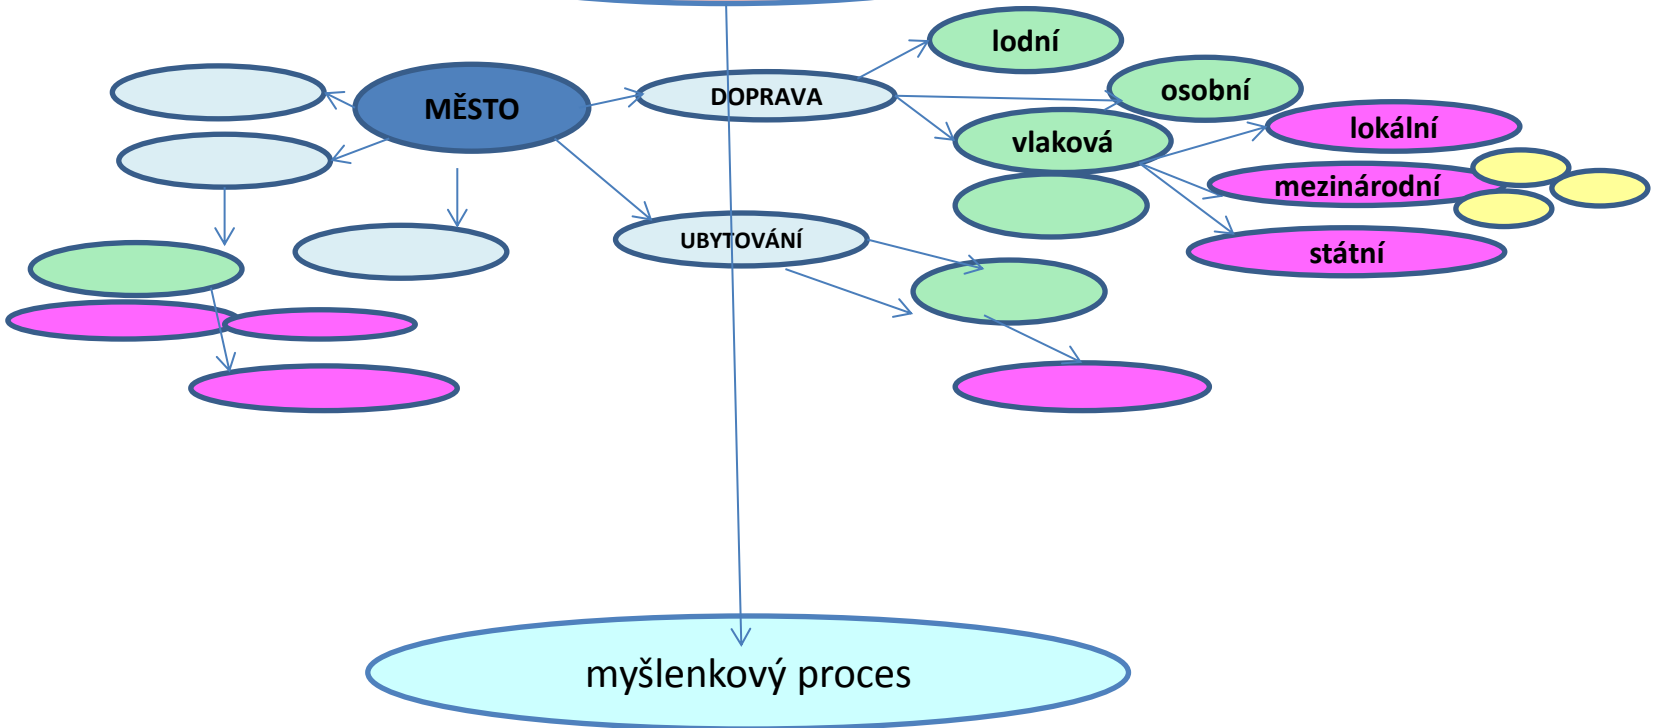 lodní
MĚSTO
DOPRAVA
osobní
vlaková
lokální
mezinárodní
UBYTOVÁNÍ
státní
myšlenkový proces